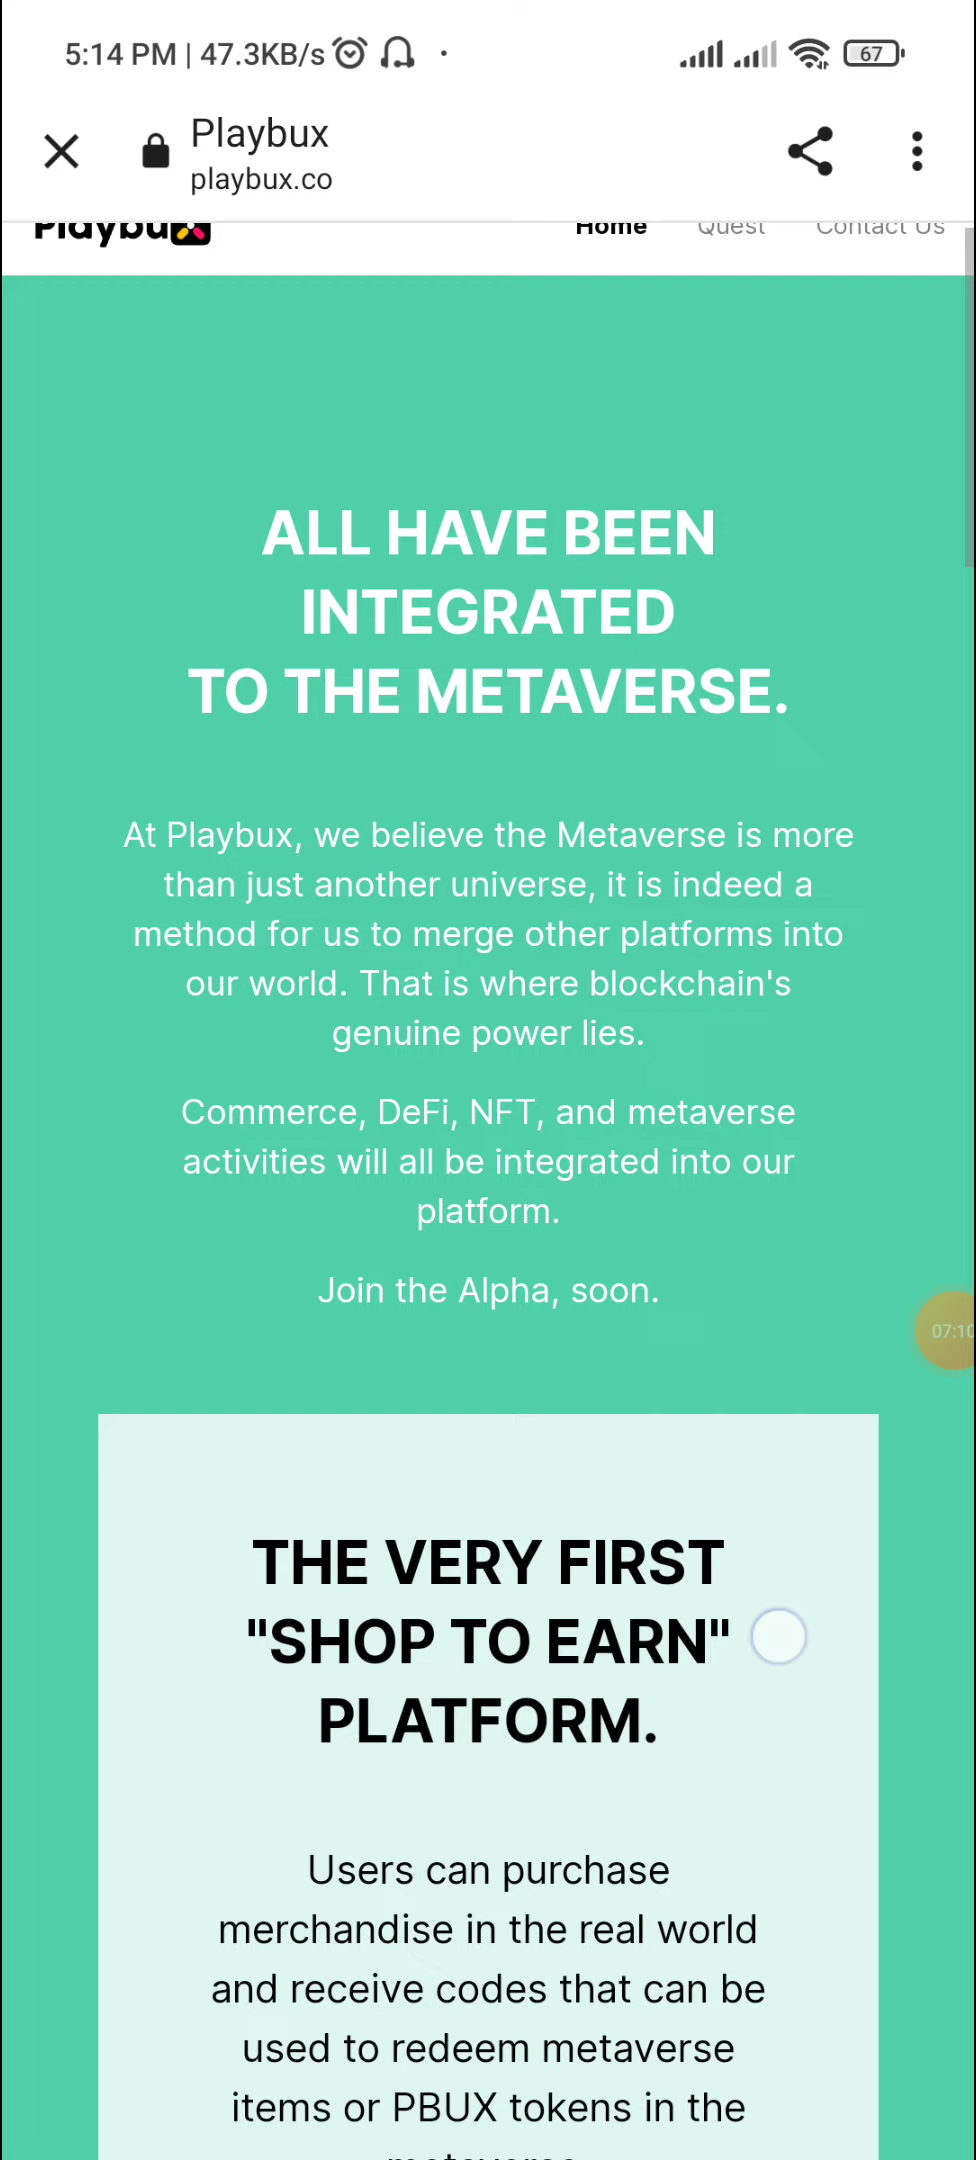 5:14 PM | 47.3KB/s
67
Playbux
playbux.co
Playbux
Home Quest Contact Us
ALL HAVE BEEN
INTEGRATED
TO THE METAVERSE.
At Playbux, we believe the Metaverse is more
than just another universe, it is indeed a
method for us to merge other platforms into
our world. That is where blockchain's
genuine power lies.
Commerce, DeFi, NFT, and metaverse
activities will all be integrated into our
platform.
Join the Alpha, soon.
07:10
THE VERY FIRST
"SHOP TO EARN"
PLATFORM.
Users can purchase
merchandise in the real world
and receive codes that can be
used to redeem metaverse
items or PBUX tokens in the